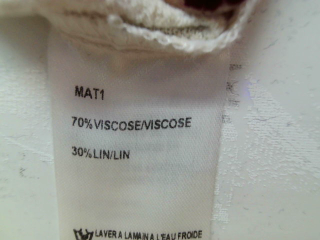 MAT1
70%VISCOSE/VISCOSE
30%LIN/LIN
LAVER A LA MAIN A L'EAU FROIDE